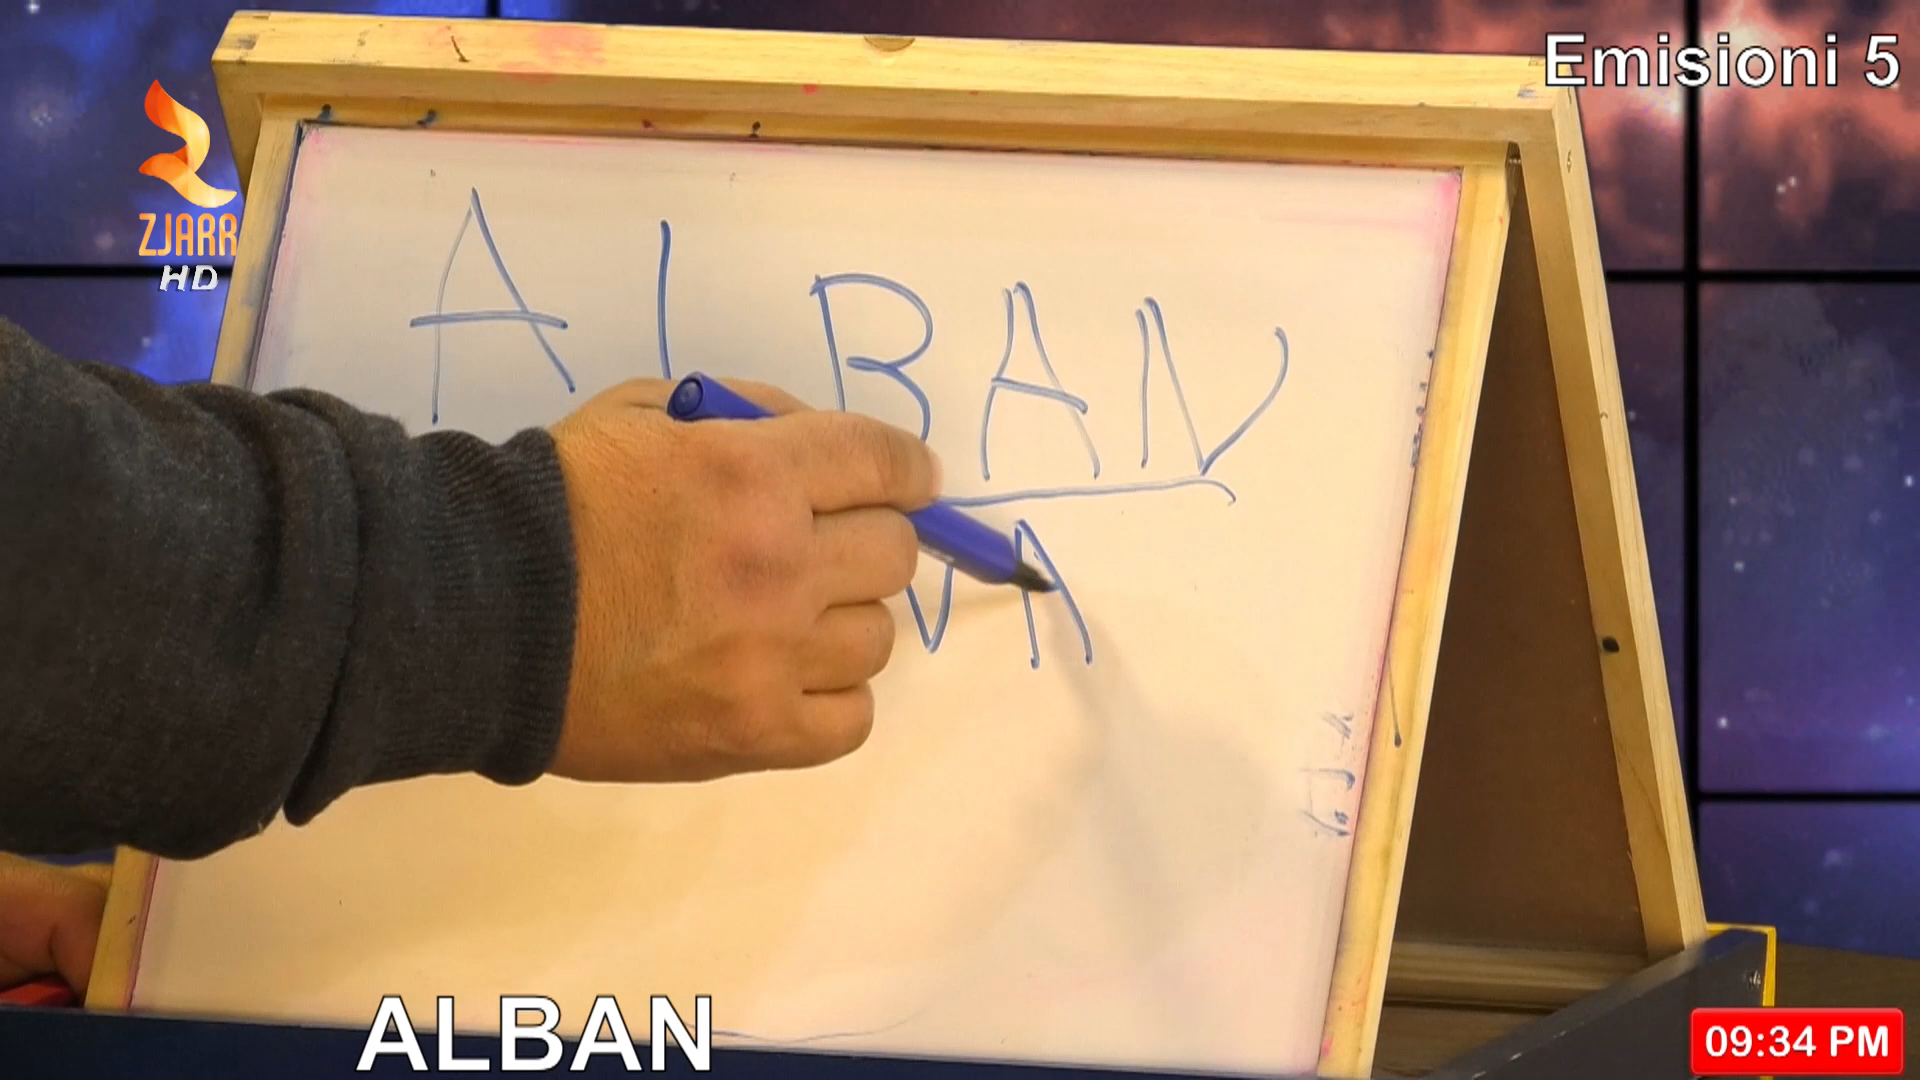 Emisioni 5
ZJARR
HD
ALBAN
ALBAN
09:34 PM